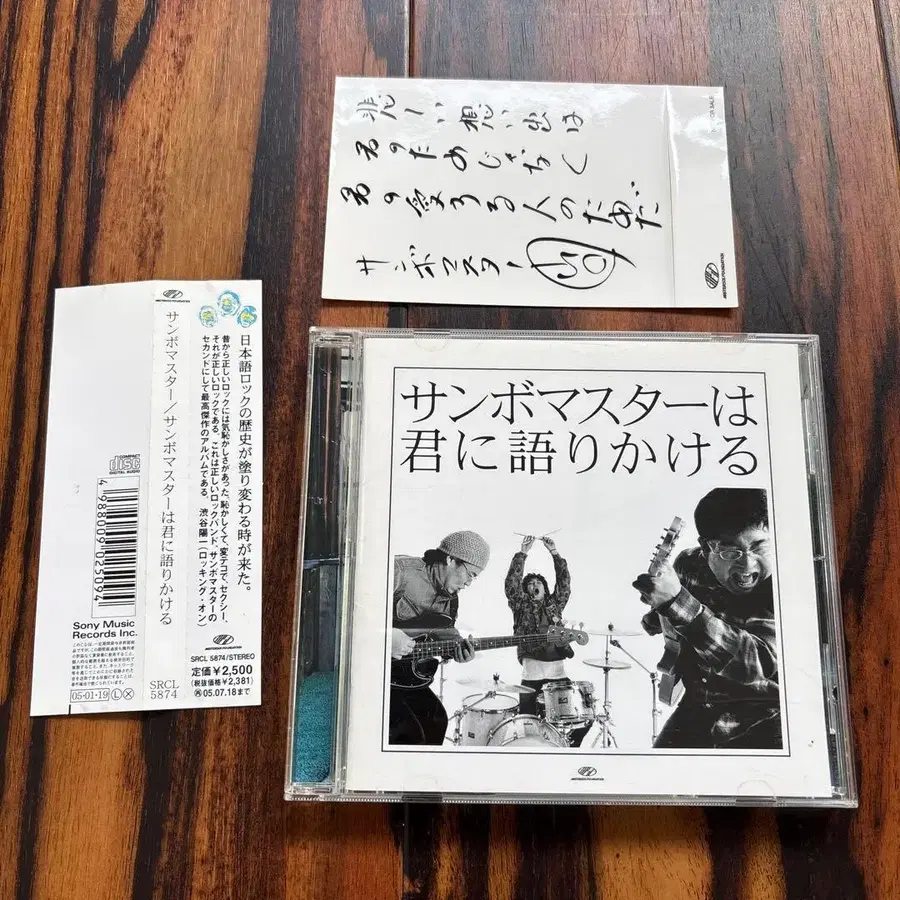 悲しい想い出は
君のためじゃなく
君の愛する人のためだ
サンボマスター
サンボマスターは
君に語りかける
日本語ロックの歴史が塗り変わる時が来た。
昔から正しいロックには気恥かしさがあった。恥かしくて、変テコで、セクシー、
それが正しいロックである。これは正しいロックバンド、サンボマスターの
セカンドにして最高傑作のアルバムである。 渋谷陽一(ロッキング・オン)
SRCL 5874/STEREO
定価¥2,500
(税抜価格¥2,381)
05.07.18まで
サンボマスター/サンボマスターは君に語りかける
SRCL
5874
COMPACT
disc
DIGITAL AUDIO
4 988009 025094
Sony Music
Records Inc.
05・01・19 L X